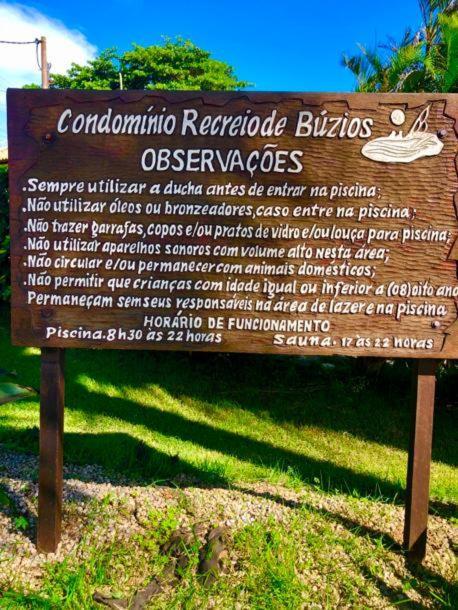 Condomínio Recreio de Búzios
OBSERVAÇÕES
.Sempre utilizar a ducha antes de entrar na piscina;
.Não utilizar óleos ou bronzeadores, caso entre na piscina;
.Não trazer garrafas, copos e/ou pratos de vidro e/ou louça para piscina;
.Não utilizar aparelhos sonoros com volume alto nesta área;
.Não circular e/ou permanecer com animais domésticos;
.Não permitir que crianças com idade igual ou inferior a (08) oito ano
Permaneçam sem seus responsáveis na área de lazer e na piscina
HORÁRIO DE FUNCIONAMENTO
Piscina. 8h30 às 22 horas Sauna. 17 às 22 horas